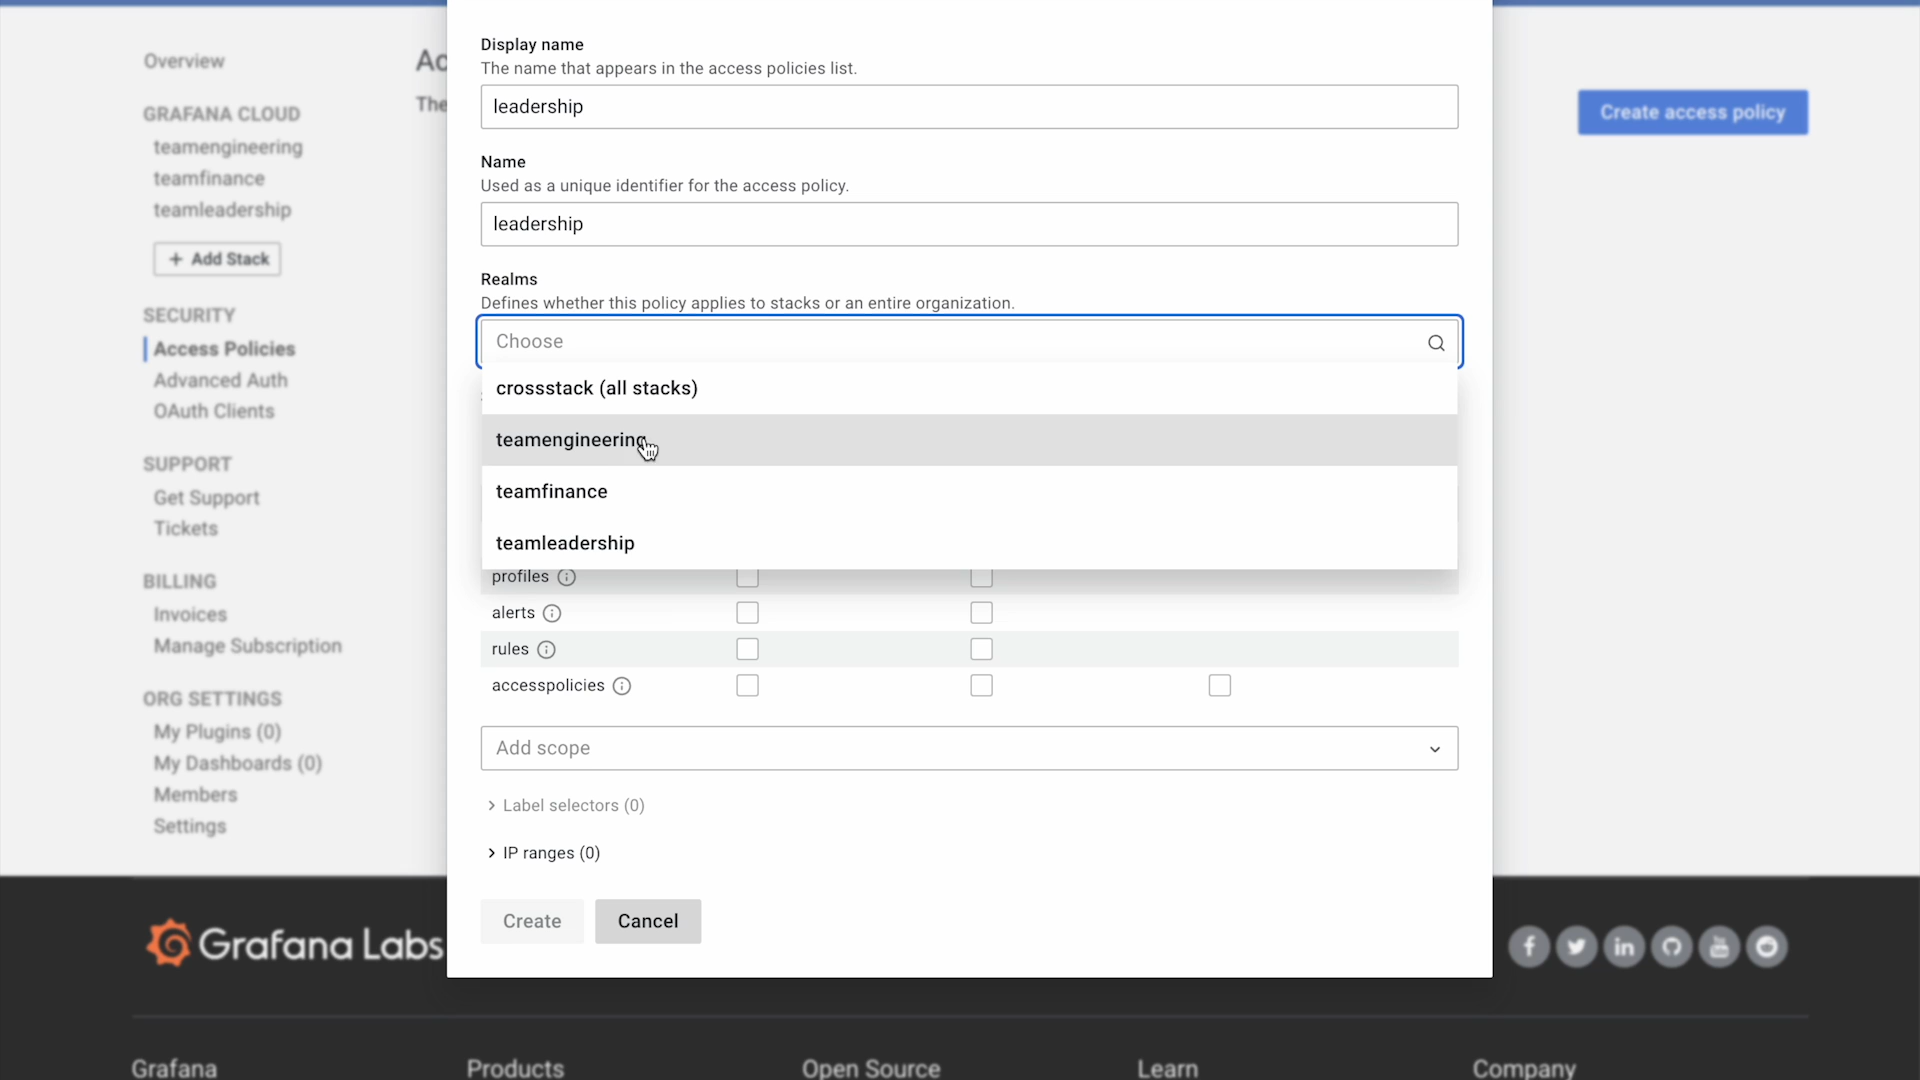 Overview
GRAFANA CLOUD
teamengineering
teamfinance
teamleadership
+ Add Stack
SECURITY
Access Policies
Advanced Auth
OAuth Clients
SUPPORT
Get Support
Tickets
BILLING
Invoices
Manage Subscription
ORG SETTINGS
My Plugins (0)
My Dashboards (0)
Members
Settings
Ac
The
Create access policy
Display name
The name that appears in the access policies list.
leadership
Name
Used as a unique identifier for the access policy.
leadership
Realms
Defines whether this policy applies to stacks or an entire organization.
Choose
crossstack (all stacks)
teamengineering
teamfinance
teamleadership
profiles
alerts
rules
accesspolicies
Add scope
Label selectors (0)
IP ranges (0)
Create
Cancel
Grafana Labs
Grafana
Products
Open Source
Learn
Company